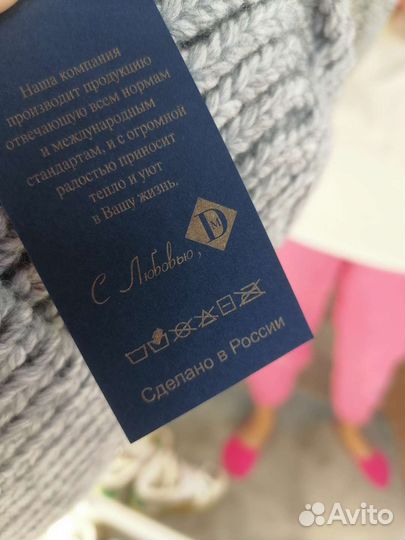 Наша компания
производит продукцию
отвечающую всем нормам
и международным
стандартам, и с огромной
радостью приносит
тепло и уют
в Вашу жизнь.
С Любовью,
DM
Сделано в России
Avito